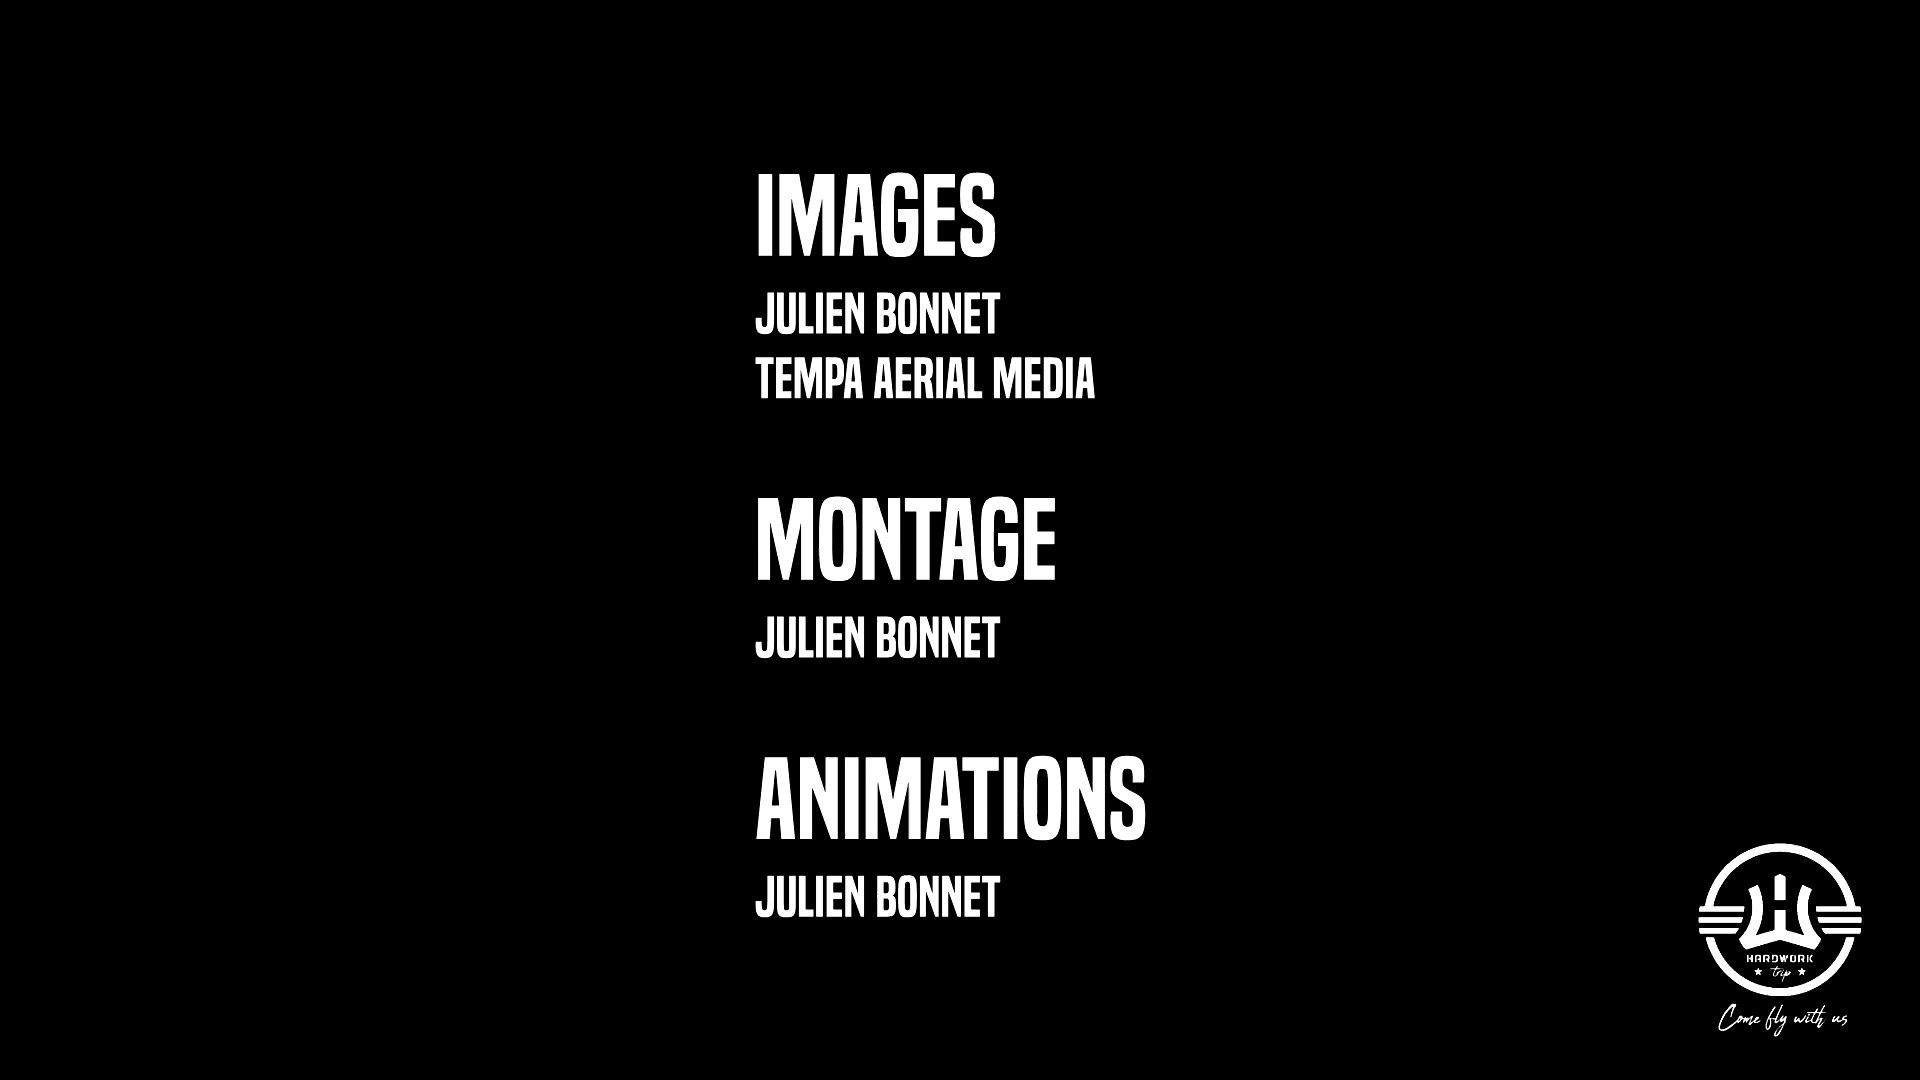 IMAGES
JULIEN BONNET
TEMPA AERIAL MEDIA
MONTAGE
JULIEN BONNET
ANIMATIONS
JULIEN BONNET
HARDWORK
trip
Come fly with us